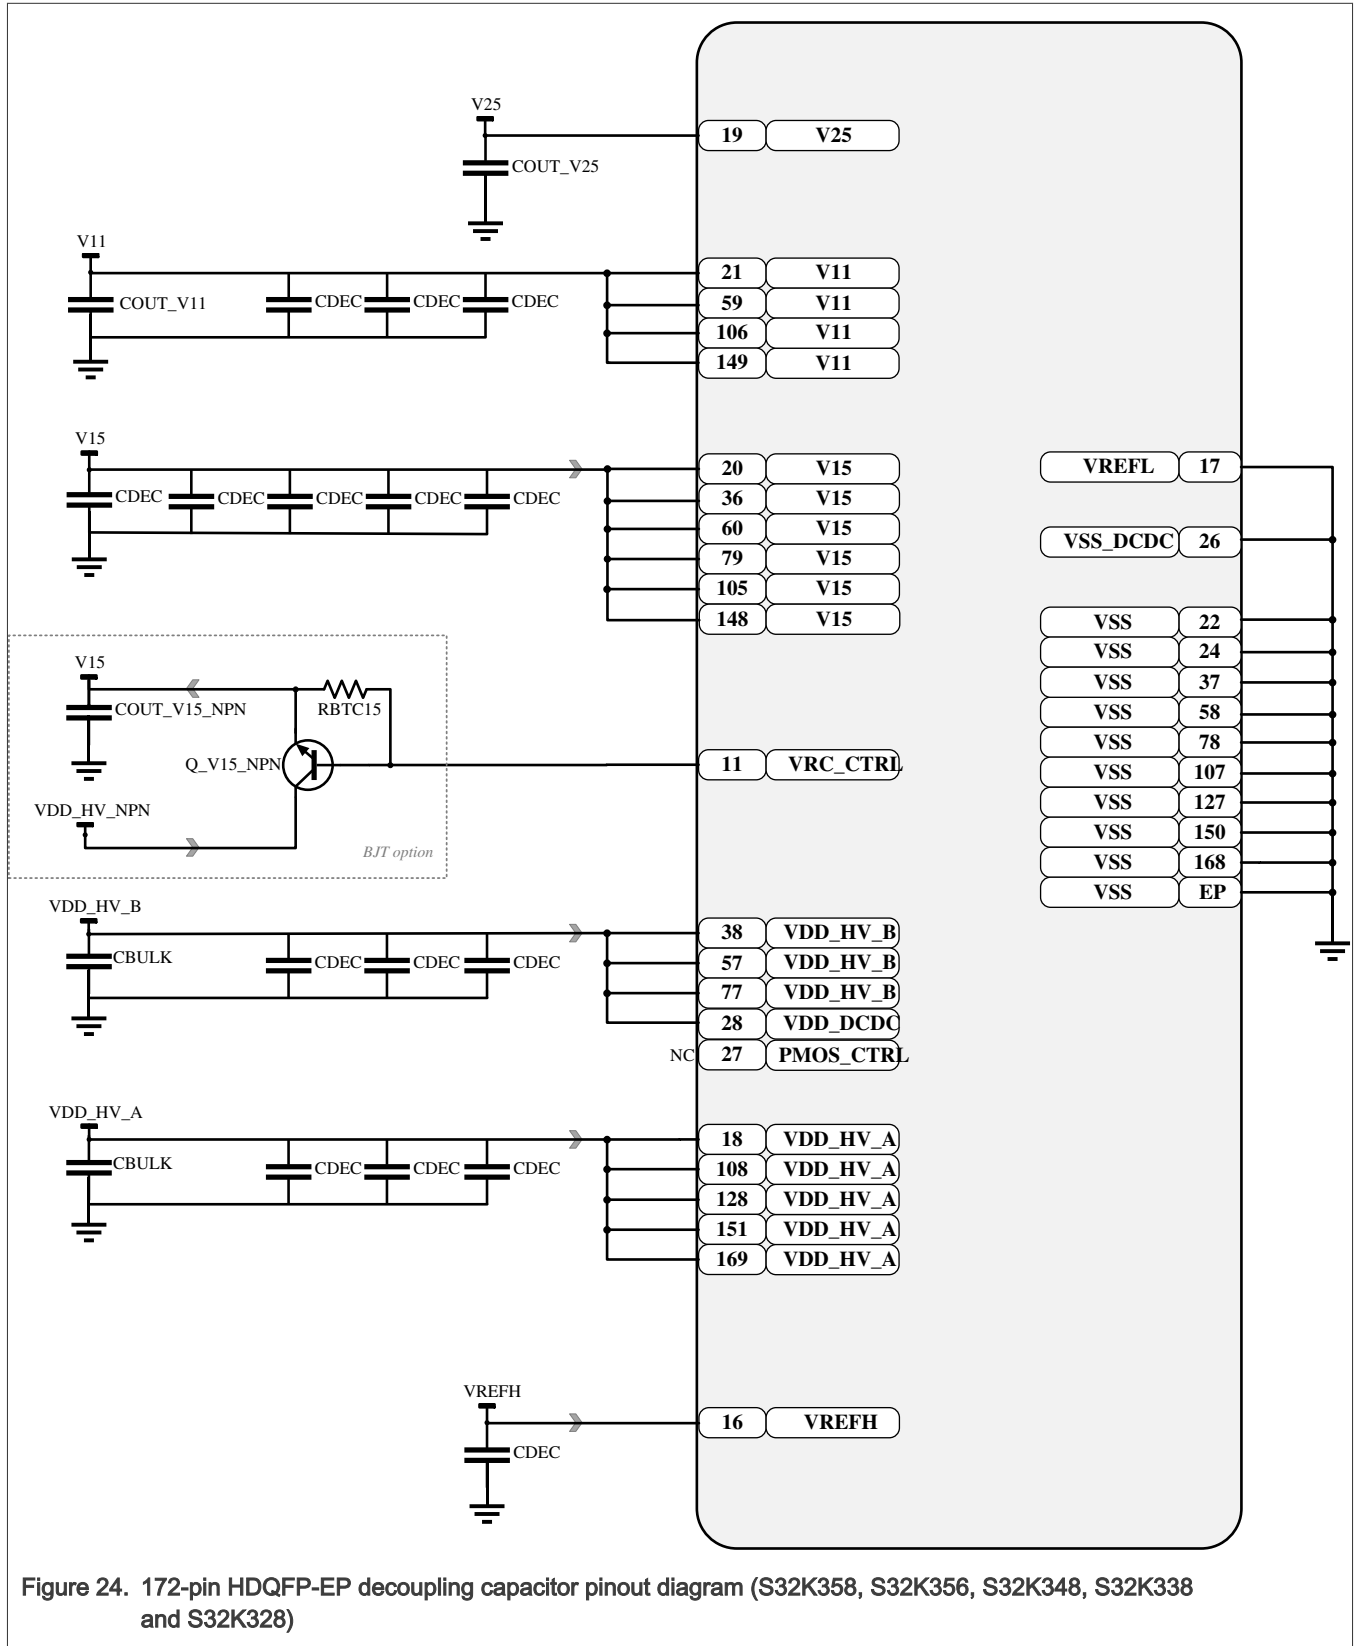 V25
19 V25
COUT_V25
V11
21 V11
COUT_V11 CDEC CDEC CDEC
59 V11
106 V11
149 V11
V15
20 V15
CDEC CDEC CDEC CDEC CDEC
36 V15
60 V15
79 V15
105 V15
148 V15
VREFL 17
VSS_DCDC 26
VSS 22
VSS 24
VSS 37
VSS 58
VSS 78
VSS 107
VSS 127
VSS 150
VSS 168
VSS EP
V15
COUT_V15_NPN RBTC15
Q_V15_NPN
11 VRC_CTRL
VDD_HV_NPN
BJT option
VDD_HV_B
38 VDD_HV_B
CBULK CDEC CDEC CDEC
57 VDD_HV_B
77 VDD_HV_B
28 VDD_DCDC
NC 27 PMOS_CTRL
VDD_HV_A
18 VDD_HV_A
CBULK CDEC CDEC CDEC
108 VDD_HV_A
128 VDD_HV_A
151 VDD_HV_A
169 VDD_HV_A
VREFH
16 VREFH
CDEC
Figure 24. 172-pin HDQFP-EP decoupling capacitor pinout diagram (S32K358, S32K356, S32K348, S32K338
and S32K328)